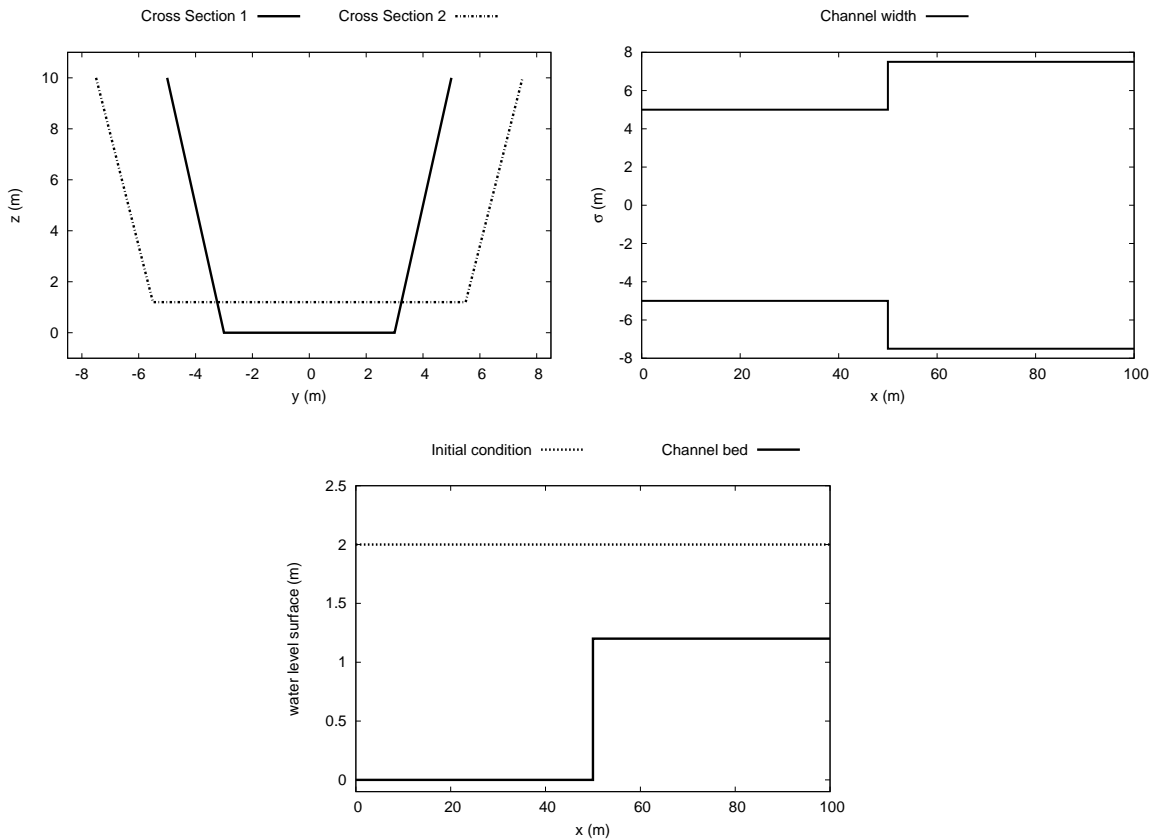 Cross Section 1 Cross Section 2
z (m)
10
8
6
4
2
0
-8 -6 -4 -2 0 2 4 6 8
y (m)
Channel width
σ (m)
8
6
4
2
0
-2
-4
-6
-8
0 20 40 60 80 100
x (m)
Initial condition Channel bed
water level surface (m)
2.5
2
1.5
1
0.5
0
0 20 40 60 80 100
x (m)